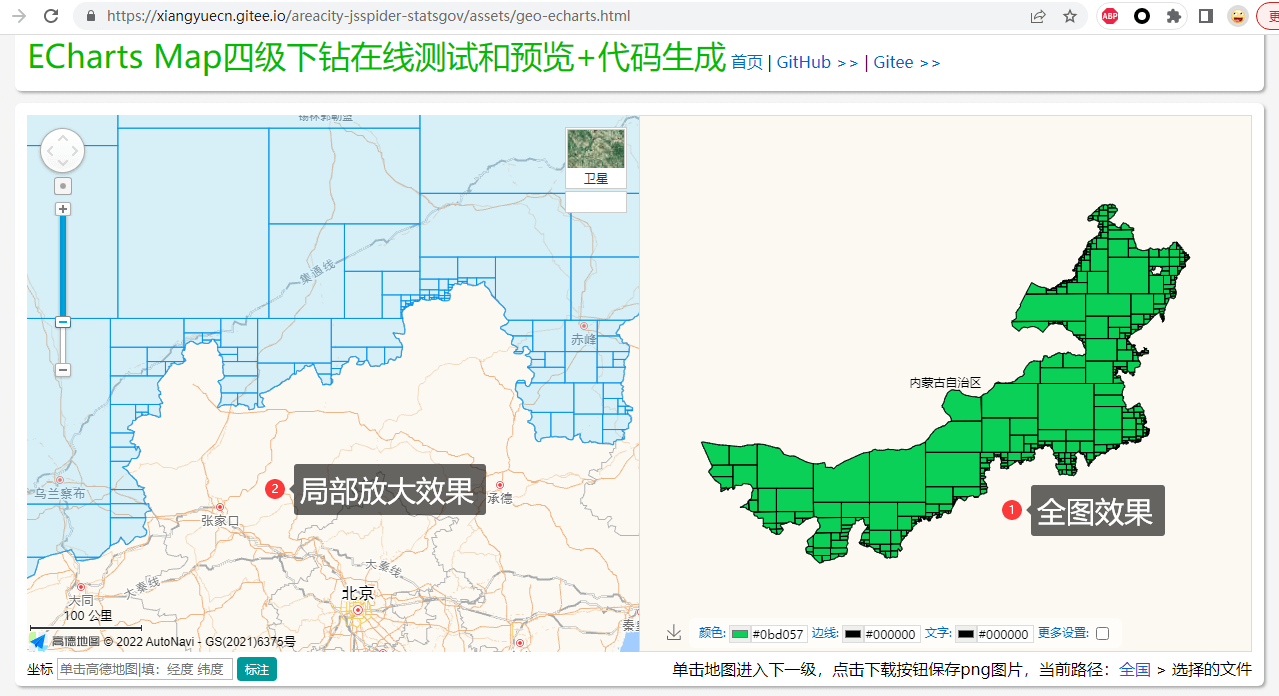 https://xiangyuecn.gitee.io/areacity-jsspider-statsgov/assets/geo-echarts.html
ABP
更
ECharts Map四级下钻在线测试和预览+代码生成 首页 | GitHub >> | Gitee >>
锡林郭勒盟
卫星
集通线
赤峰
内蒙古自治区
乌兰察布
2 局部放大效果
承德
1 全图效果
张家口
大秦线
大秦线
北京
大同
100 公里
秦皇
高德地图 © 2022 AutoNavi - GS(2021)6375号
颜色: #0bd057 边线: #000000 文字: #000000 更多设置:
坐标 单击高德地图|填：经度 纬度 标注
单击地图进入下一级，点击下载按钮保存png图片，当前路径：全国 > 选择的文件